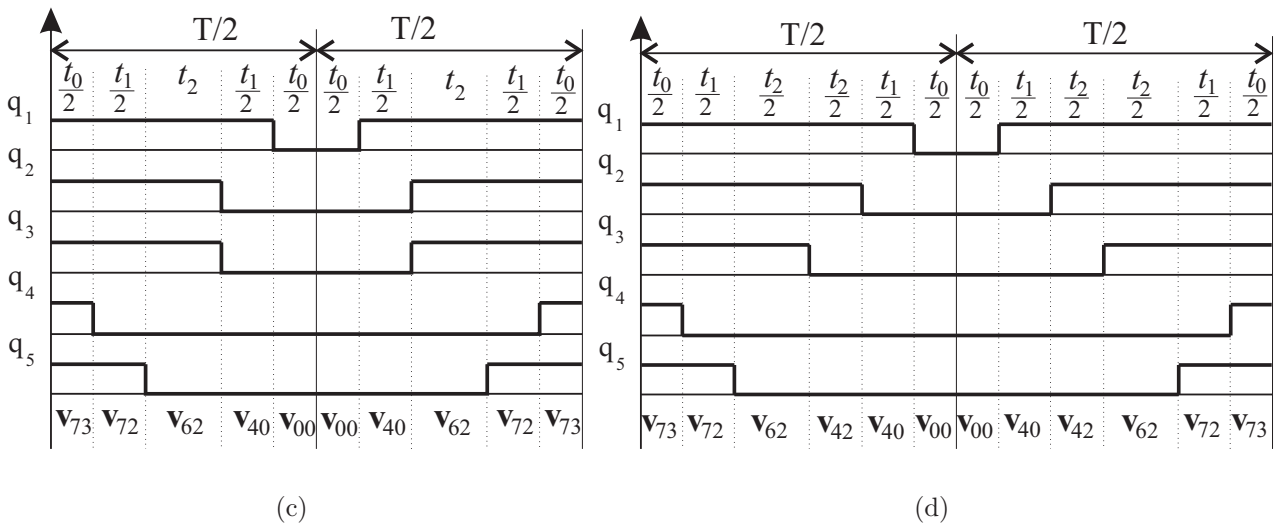 T/2 T/2
t0/2 t1/2 t2 t1/2 t0/2 t0/2 t1/2 t2 t1/2 t0/2
q1
q2
q3
q4
q5
v73 v72 v62 v40 v00 v00 v40 v62 v72 v73
(c)
T/2 T/2
t0/2 t1/2 t2/2 t2/2 t1/2 t0/2 t0/2 t1/2 t2/2 t2/2 t1/2 t0/2
q1
q2
q3
q4
q5
v73 v72 v62 v42 v40 v00 v00 v40 v42 v62 v72 v73
(d)